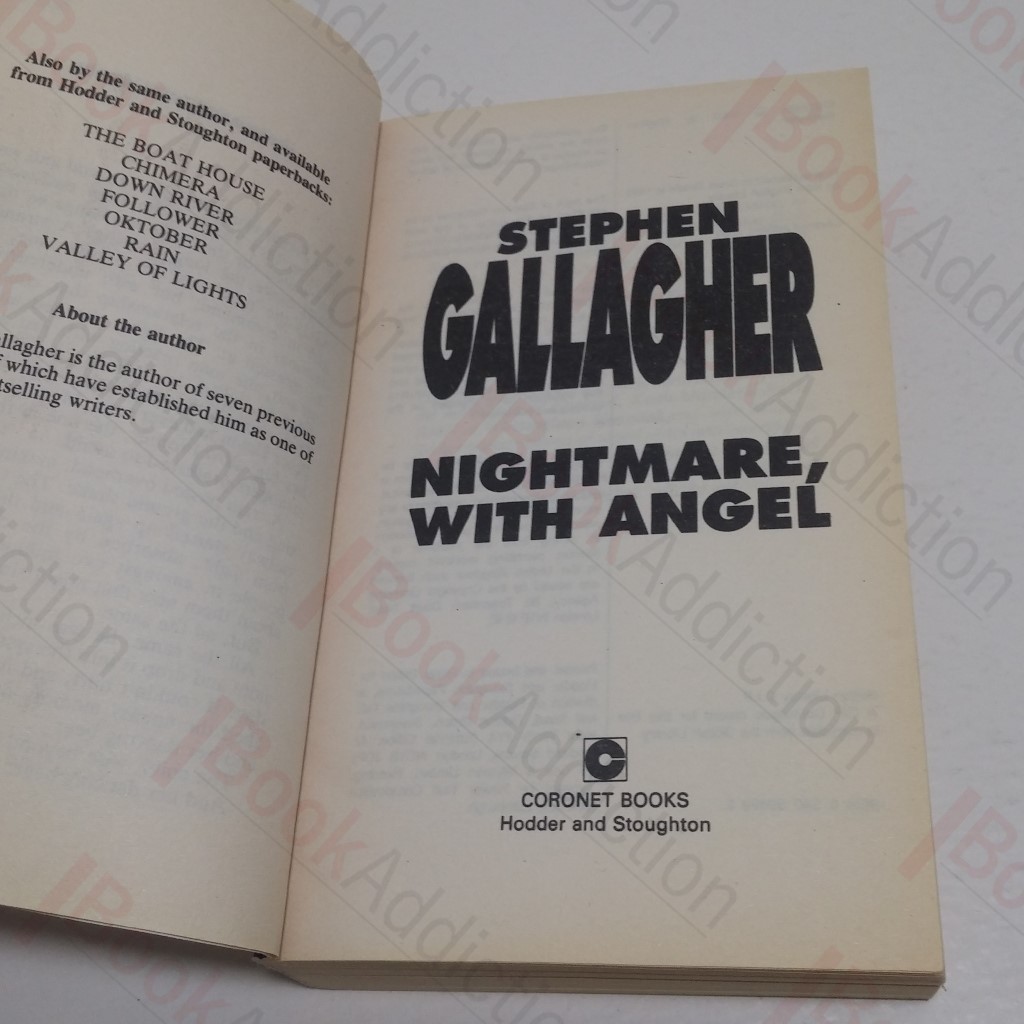 Also by the same author, and available
from Hodder and Stoughton paperbacks:
THE BOAT HOUSE
CHIMERA
DOWN RIVER
FOLLOWER
OKTOBER
RAIN
VALLEY OF LIGHTS
About the author
allagher is the author of seven previous
which have established him as one of
tselling writers.
STEPHEN
GALLAGHER
NIGHTMARE,
WITH ANGEL
C
CORONET BOOKS
Hodder and Stoughton
BookAddiction